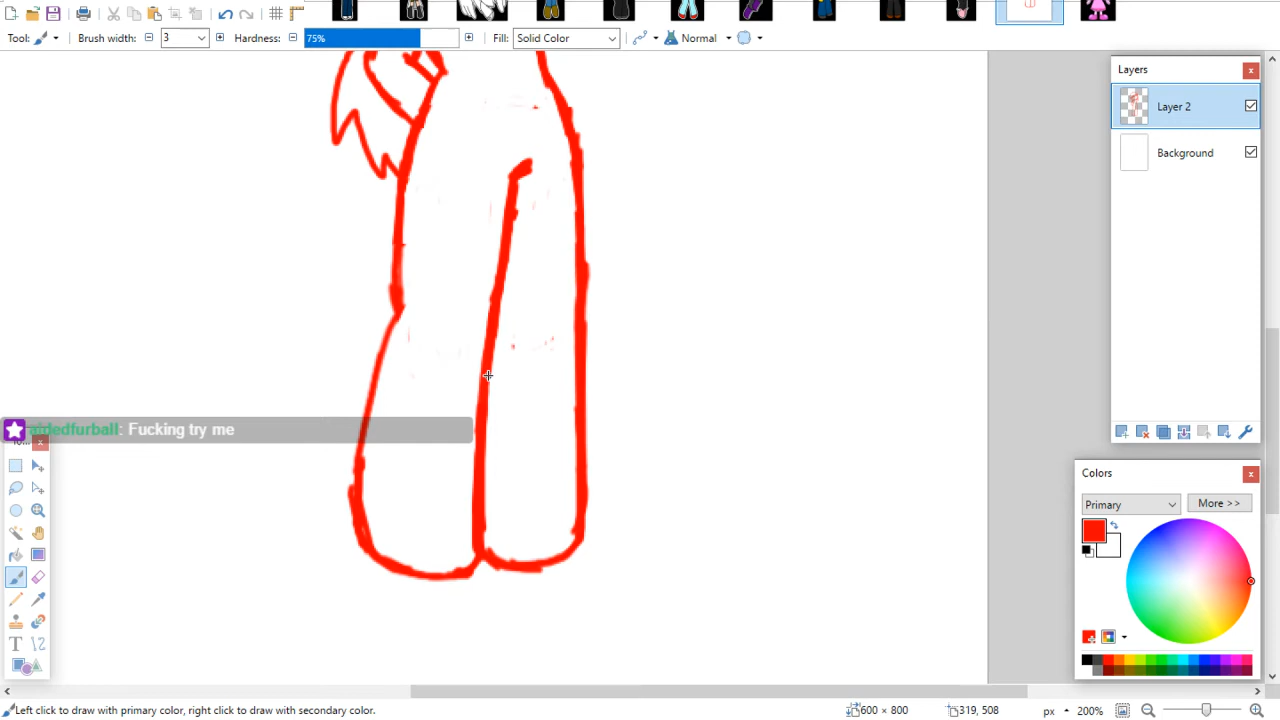 Tool:
Brush width:
3
Hardness:
75%
Fill:
Solid Color
Normal
Layers
Layer 2
Background
aidedfurball: Fucking try me
Colors
Primary
More >>
Left click to draw with primary color, right click to draw with secondary color.
600 × 800
319, 508
px
200%